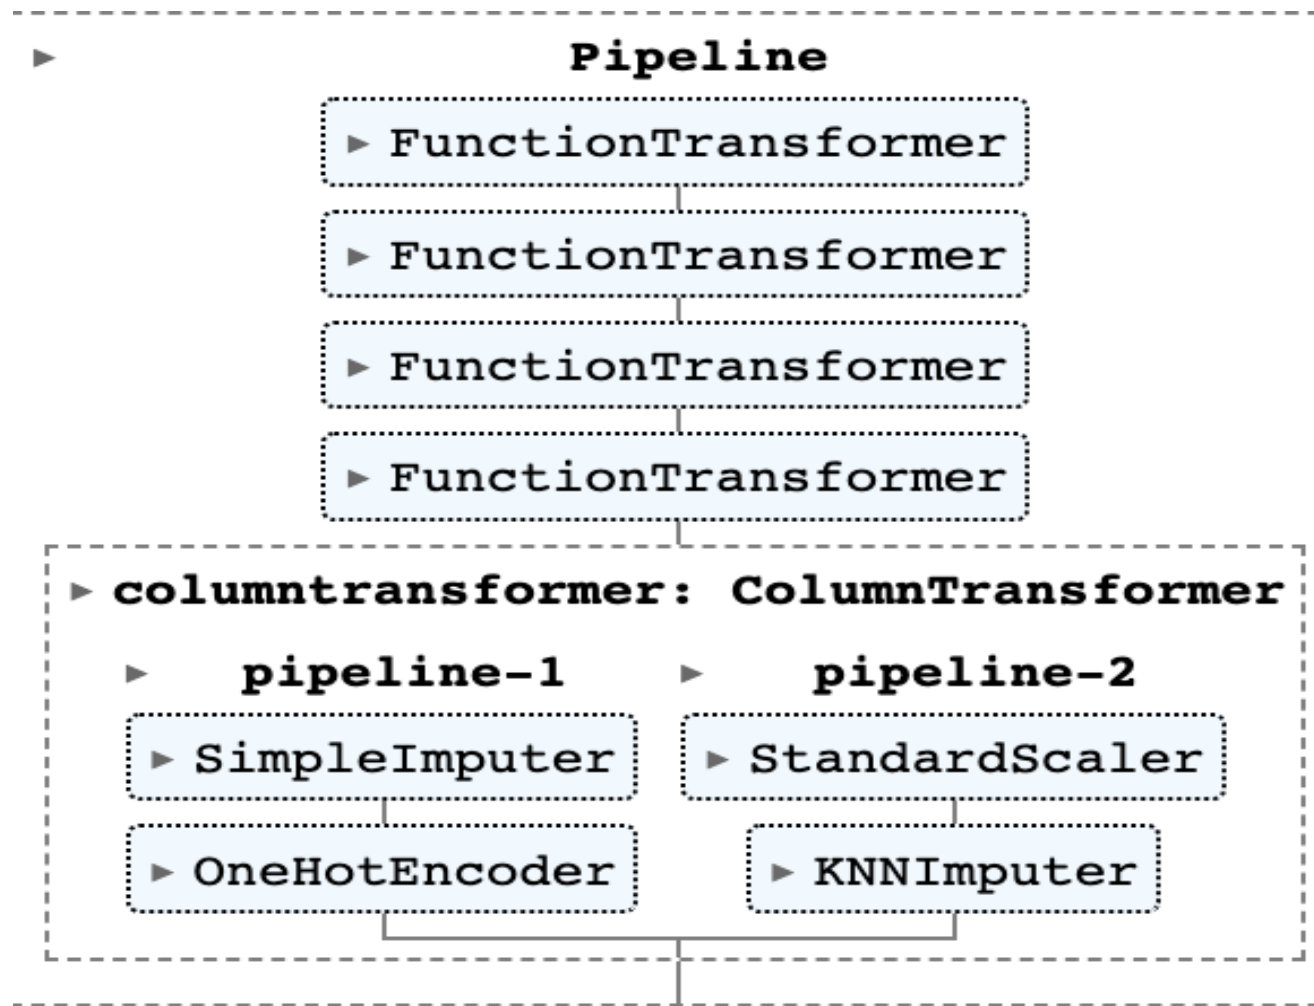 Pipeline
FunctionTransformer
FunctionTransformer
FunctionTransformer
FunctionTransformer
columntransformer: ColumnTransformer
pipeline-1 pipeline-2
SimpleImputer StandardScaler
OneHotEncoder KNNImputer